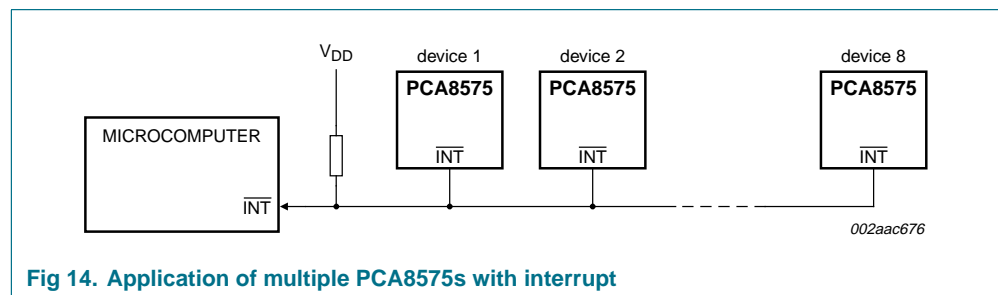 V_DD
device 1
device 2
device 8
PCA8575
PCA8575
PCA8575
MICROCOMPUTER
INT
INT
INT
INT
002aac676
Fig 14. Application of multiple PCA8575s with interrupt